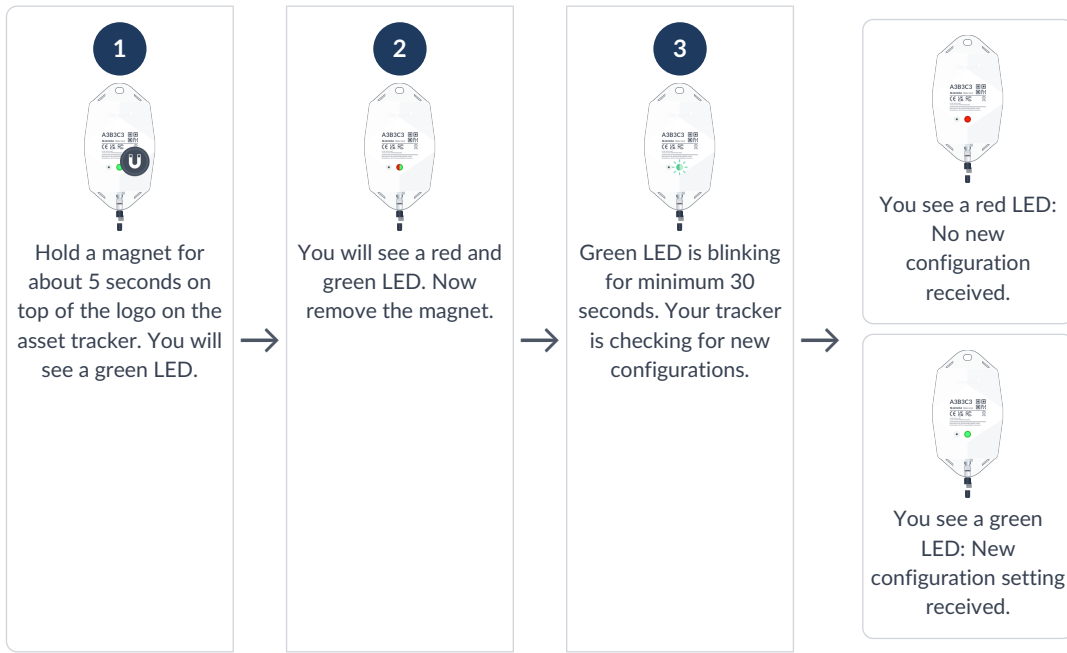 1
A3B3C3
Hold a magnet for
about 5 seconds on
top of the logo on the
asset tracker. You will
see a green LED.
2
A3B3C3
You will see a red and
green LED. Now
remove the magnet.
3
A3B3C3
Green LED is blinking
for minimum 30
seconds. Your tracker
is checking for new
configurations.
A3B3C3
You see a red LED:
No new
configuration
received.
A3B3C3
You see a green
LED: New
configuration setting
received.